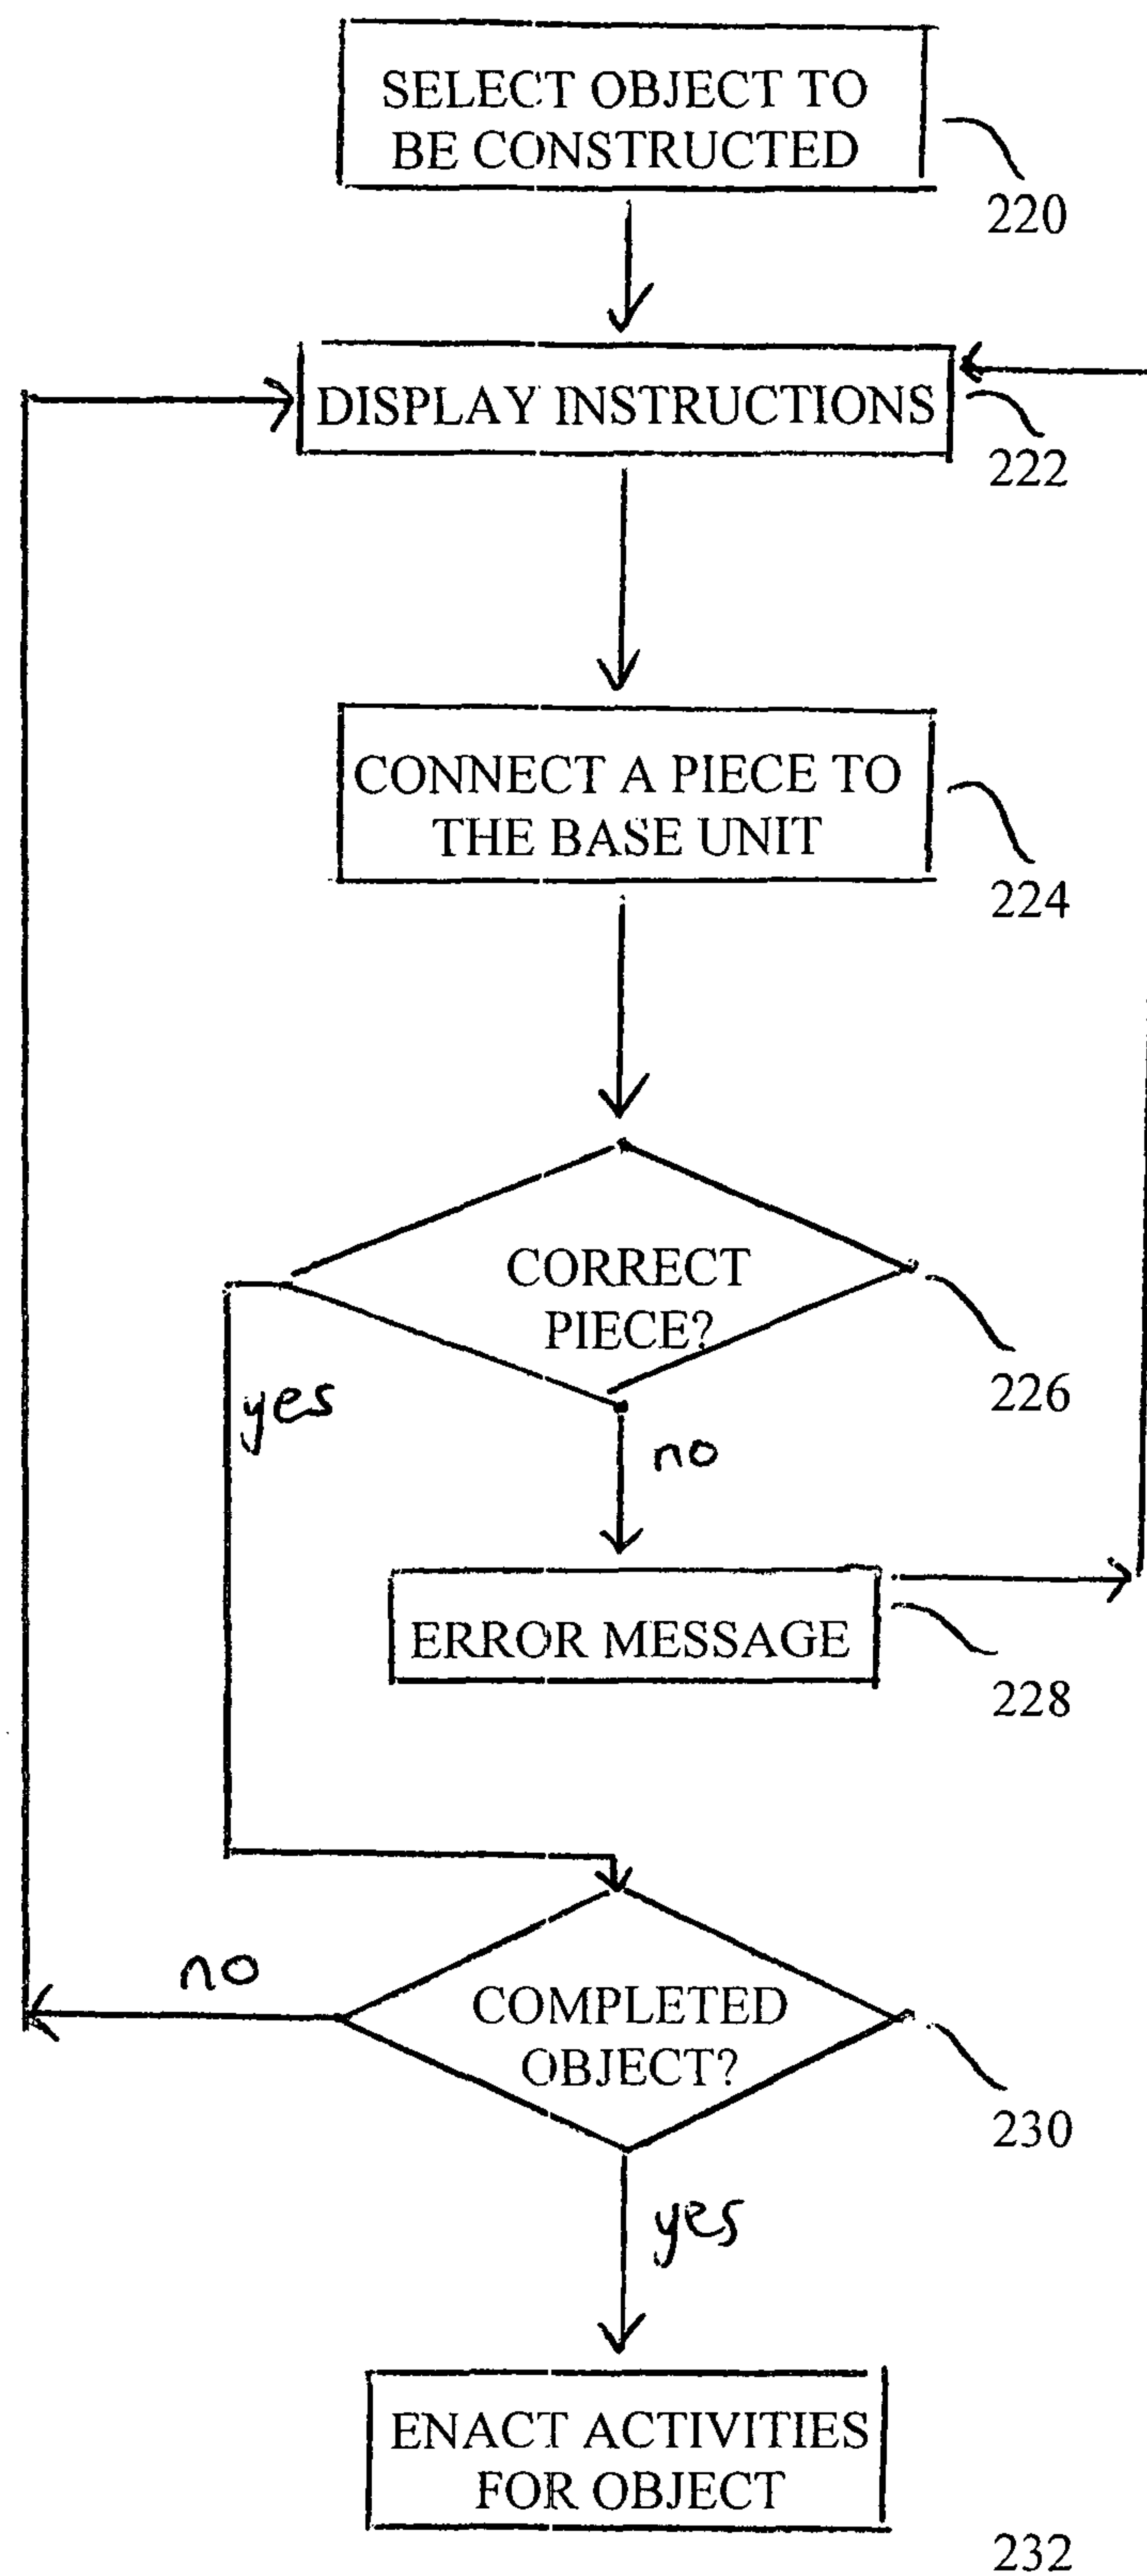 SELECT OBJECT TO
BE CONSTRUCTED
220
DISPLAY INSTRUCTIONS
222
CONNECT A PIECE TO
THE BASE UNIT
224
CORRECT
PIECE?
226
yes
no
ERROR MESSAGE
228
no
COMPLETED
OBJECT?
230
yes
ENACT ACTIVITIES
FOR OBJECT
232